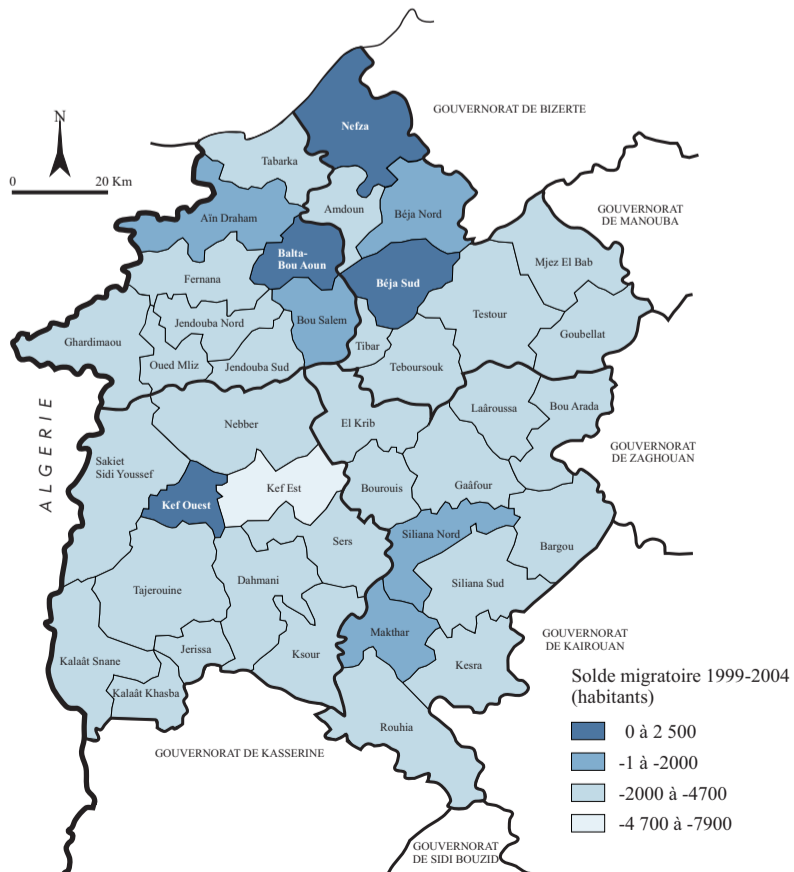 GOUVERNORAT DE BIZERTE
Nefza
N
Tabarka
0 20 Km
Amdoun
Aïn Draham
Béja Nord
GOUVERNORAT
DE MANOUBA
Balta-
Bou Aoun
Mjez El Bab
Fernana
Béja Sud
Testour
Jendouba Nord
Bou Salem
Goubellat
Ghardimaou
Tibar
Oued Mliz
Jendouba Sud
Teboursouk
ALGERIE
Laâroussa
Bou Arada
Nebber
El Krib
GOUVERNORAT
DE ZAGHOUAN
Sakiet
Sidi Youssef
Kef Est
Bourouis
Gaâfour
Kef Ouest
Siliana Nord
Sers
Bargou
Dahmani
Siliana Sud
Tajerouine
Makthar
GOUVERNORAT
DE KAIROUAN
Jerissa
Ksour
Kalaât Snane
Kesra
Kalaât Khasba
Rouhia
GOUVERNORAT DE KASSERINE
GOUVERNORAT
DE SIDI BOUZID
Solde migratoire 1999-2004
(habitants)
0 à 2 500
-1 à -2000
-2000 à -4700
-4 700 à -7900